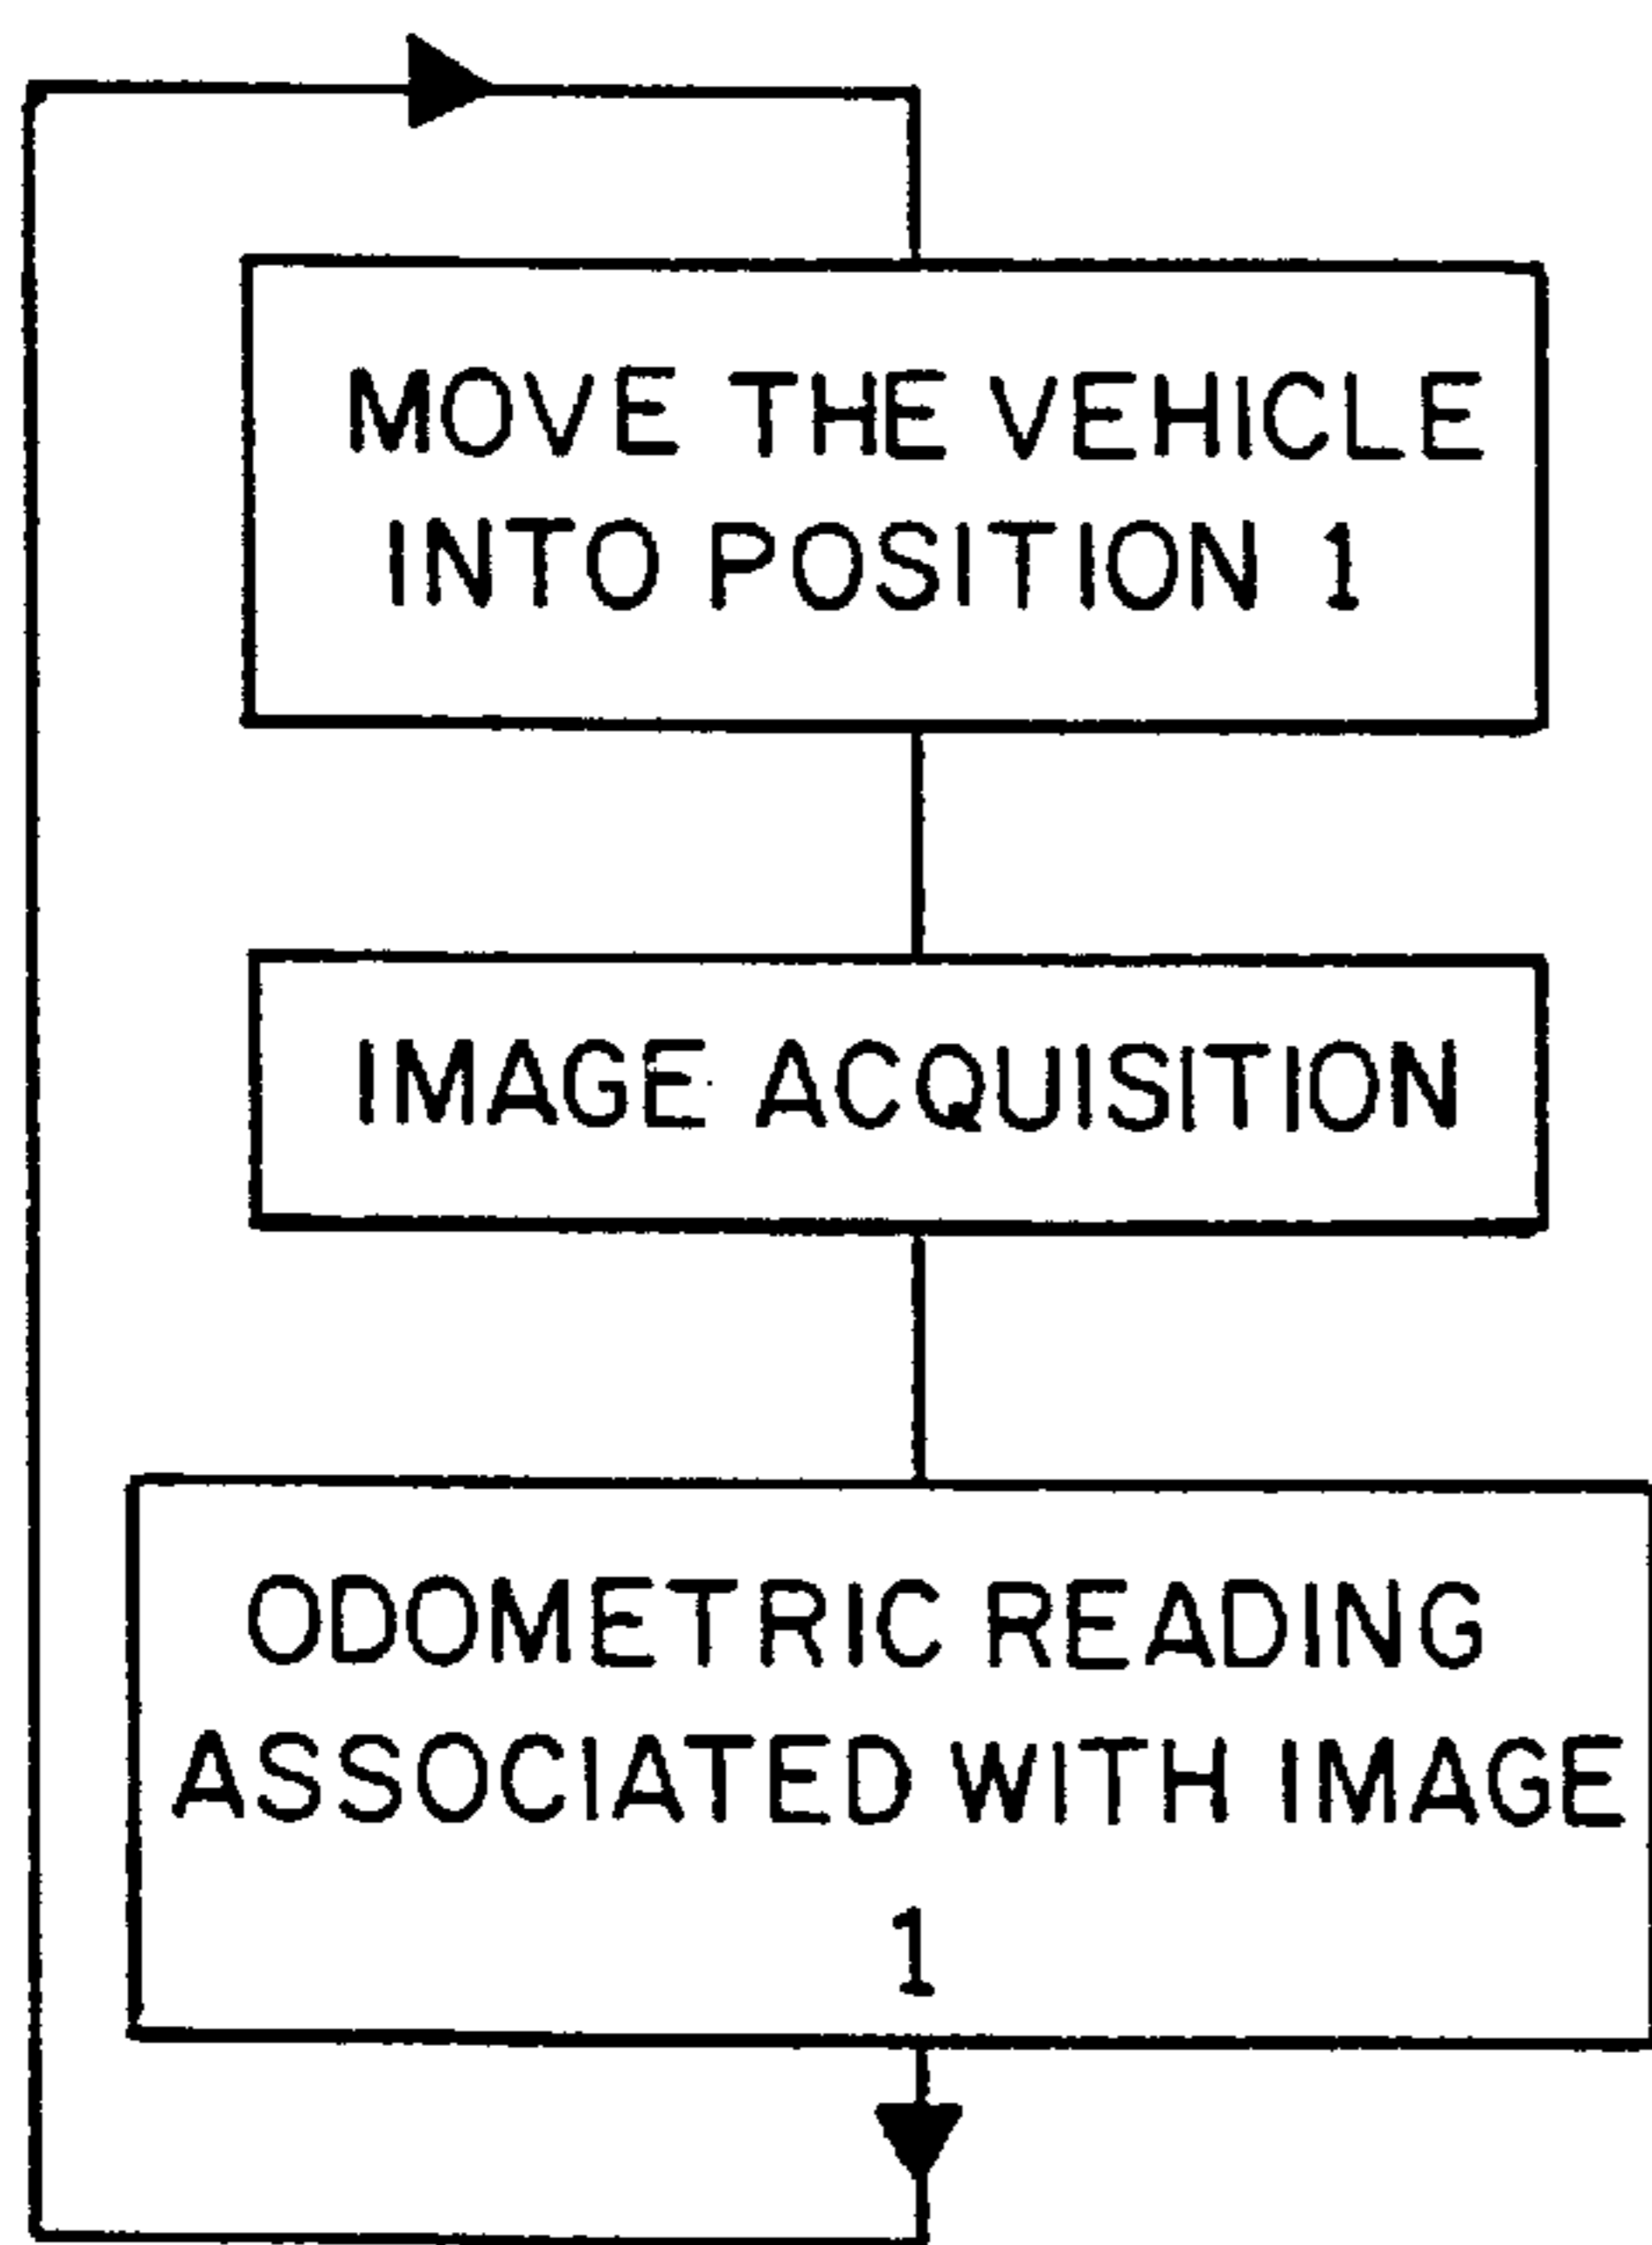 MOVE THE VEHICLE
INTO POSITION 1
IMAGE ACQUISITION
ODOMETRIC READING
ASSOCIATED WITH IMAGE
1